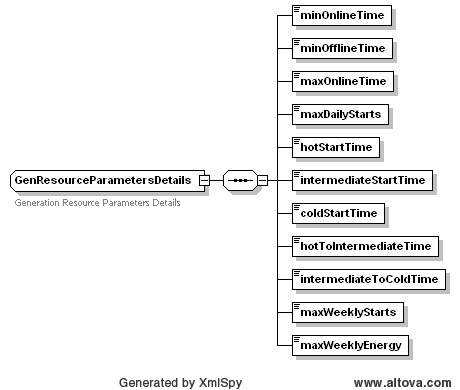 minOnlineTime
minOfflineTime
maxOnlineTime
maxDailyStarts
hotStartTime
GenResourceParametersDetails
intermediateStartTime
Generation Resource Parameters Details
coldStartTime
hotToIntermediateTime
intermediateToColdTime
maxWeeklyStarts
maxWeeklyEnergy
Generated by XmlSpy
www.altova.com